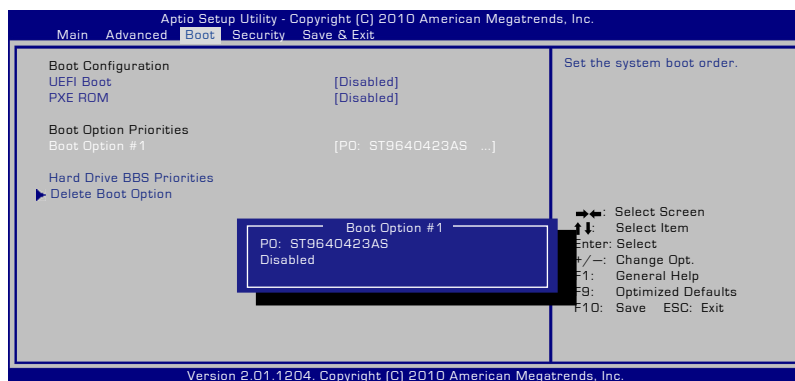 Aptio Setup Utility - Copyright (C) 2010 American Megatrends, Inc.
Main Advanced Boot Security Save & Exit
Boot Configuration
UEFI Boot [Disabled]
PXE ROM [Disabled]
Boot Option Priorities
Boot Option #1 [P0: ST9640423AS ...]
Hard Drive BBS Priorities
Delete Boot Option
Boot Option #1
P0: ST9640423AS
Disabled
Set the system boot order.
→←: Select Screen
↑↓: Select Item
Enter: Select
+/—: Change Opt.
F1: General Help
F9: Optimized Defaults
F10: Save ESC: Exit
Version 2.01.1204. Copyright (C) 2010 American Megatrends, Inc.